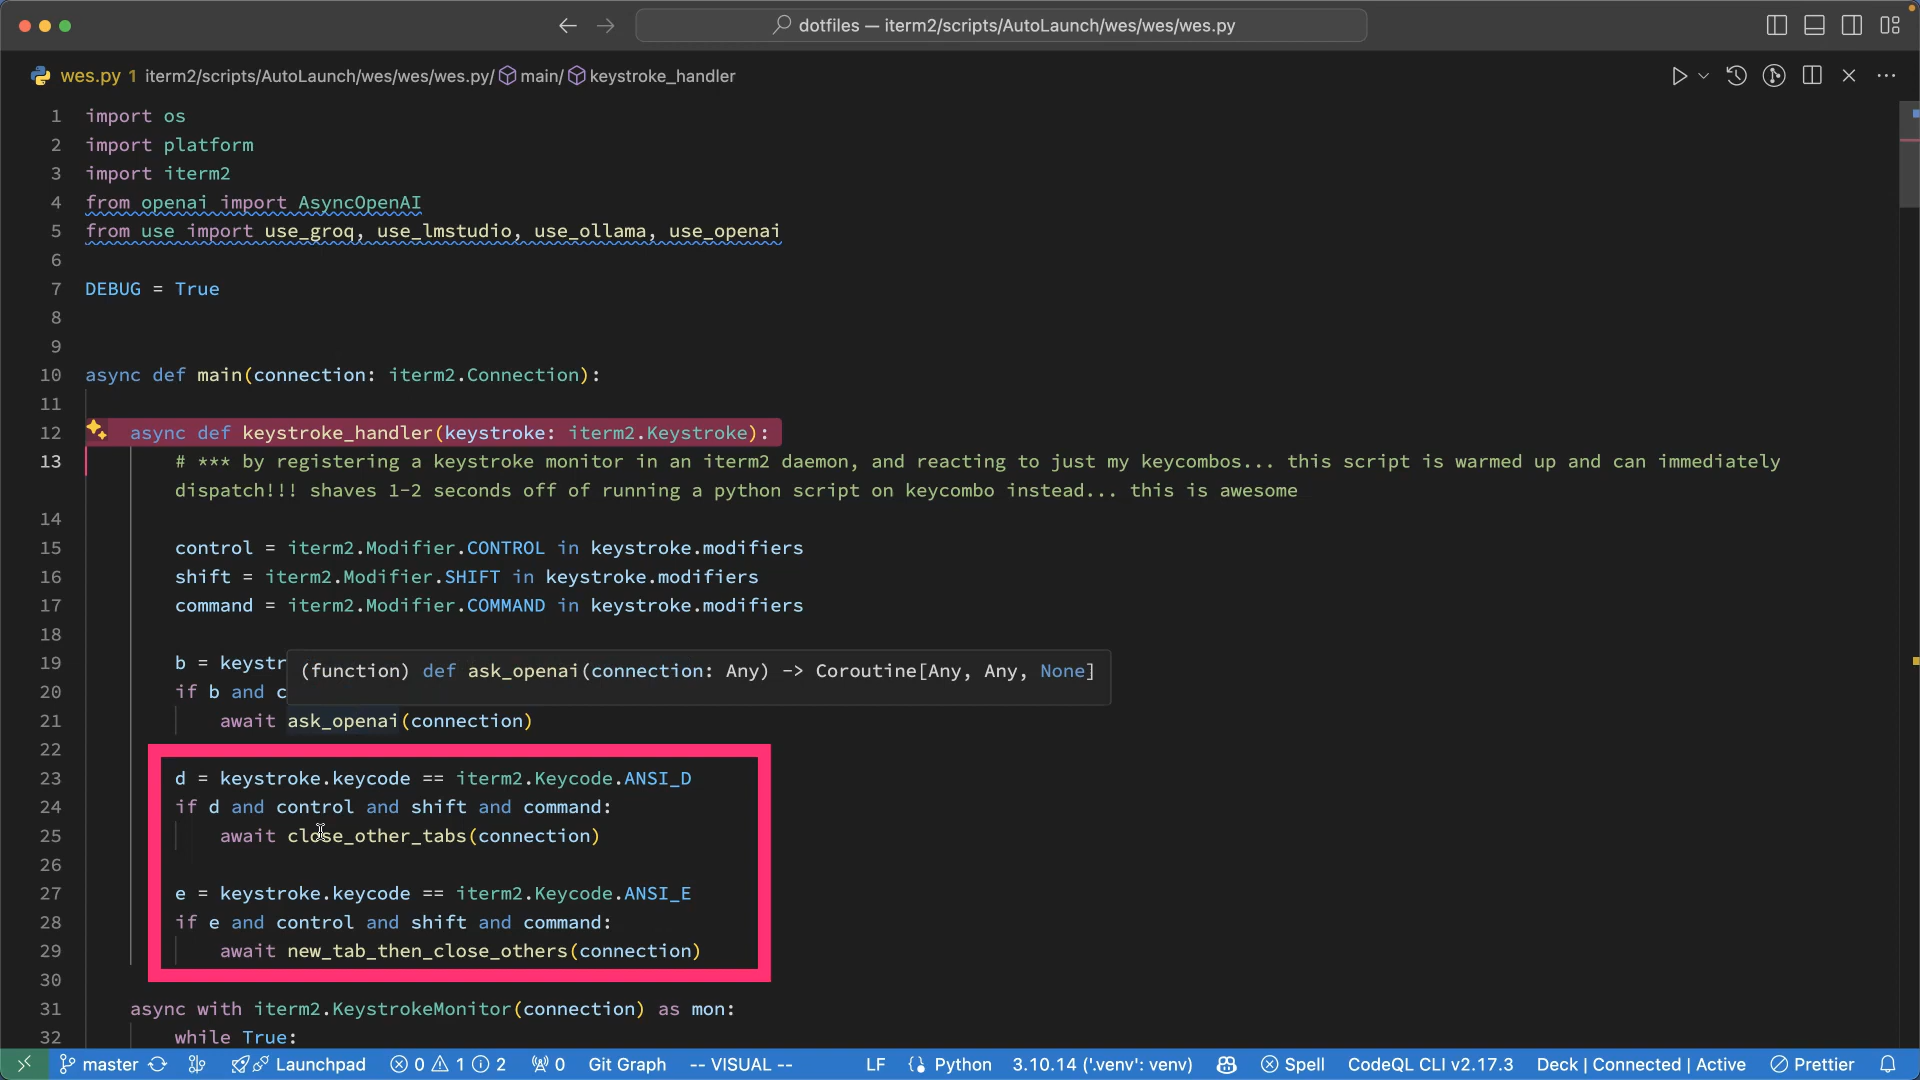 dotfiles — iterm2/scripts/AutoLaunch/wes/wes/wes.py
wes.py 1 iterm2/scripts/AutoLaunch/wes/wes/wes.py/ main/ keystroke_handler
1 import os
2 import platform
3 import iterm2
4 from openai import AsyncOpenAI
5 from use import use_groq, use_lmstudio, use_ollama, use_openai
6
7 DEBUG = True
8
9
10 async def main(connection: iterm2.Connection):
11
12 async def keystroke_handler(keystroke: iterm2.Keystroke):
13 # *** by registering a keystroke monitor in an iterm2 daemon, and reacting to just my keycombos... this script is warmed up and can immediately
dispatch!!! shaves 1-2 seconds off of running a python script on keycombo instead... this is awesome
14
15 control = iterm2.Modifier.CONTROL in keystroke.modifiers
16 shift = iterm2.Modifier.SHIFT in keystroke.modifiers
17 command = iterm2.Modifier.COMMAND in keystroke.modifiers
18
19 b = keystr
(function) def ask_openai(connection: Any) -> Coroutine[Any, Any, None]
20 if b and c
21 await ask_openai(connection)
22
23 d = keystroke.keycode == iterm2.Keycode.ANSI_D
24 if d and control and shift and command:
25 await close_other_tabs(connection)
26
27 e = keystroke.keycode == iterm2.Keycode.ANSI_E
28 if e and control and shift and command:
29 await new_tab_then_close_others(connection)
30
31 async with iterm2.KeystrokeMonitor(connection) as mon:
32 while True:
master Launchpad 0 1 2 0 Git Graph -- VISUAL -- LF Python 3.10.14 ('.venv': venv) Spell CodeQL CLI v2.17.3 Deck | Connected | Active Prettier